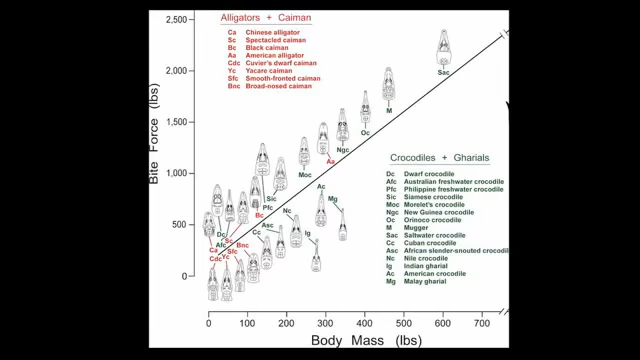 Alligators + Caiman
Ca Chinese alligator
Sc Spectacled caiman
Bc Black caiman
Aa American alligator
Cdc Cuvier's dwarf caiman
Yc Yacare caiman
Sfc Smooth-fronted caiman
Bnc Broad-nosed caiman
Crocodiles + Gharials
Dc Dwarf crocodile
Afc Australian freshwater crocodile
Pfc Philippine freshwater crocodile
Sic Siamese crocodile
Moc Morelet's crocodile
Ngc New Guinea crocodile
Oc Orinoco crocodile
M Mugger
Sac Saltwater crocodile
Cc Cuban crocodile
Asc African slender-snouted crocodile
Nc Nile crocodile
Ig Indian gharial
Ac American crocodile
Mg Malay gharial
Bite Force (lbs)
2,500
2,000
1,500
1,000
500
0
Sac
M
Oc
Ngc
Aa
Moc
Sic
Pfc
Bc
Ac
Mg
Nc
Asc
Cc
Ig
Dc
Afc
Sc
Ca
Sfc
Bnc
Cdc
Yc
0 100 200 300 400 500 600 700
Body Mass (lbs)